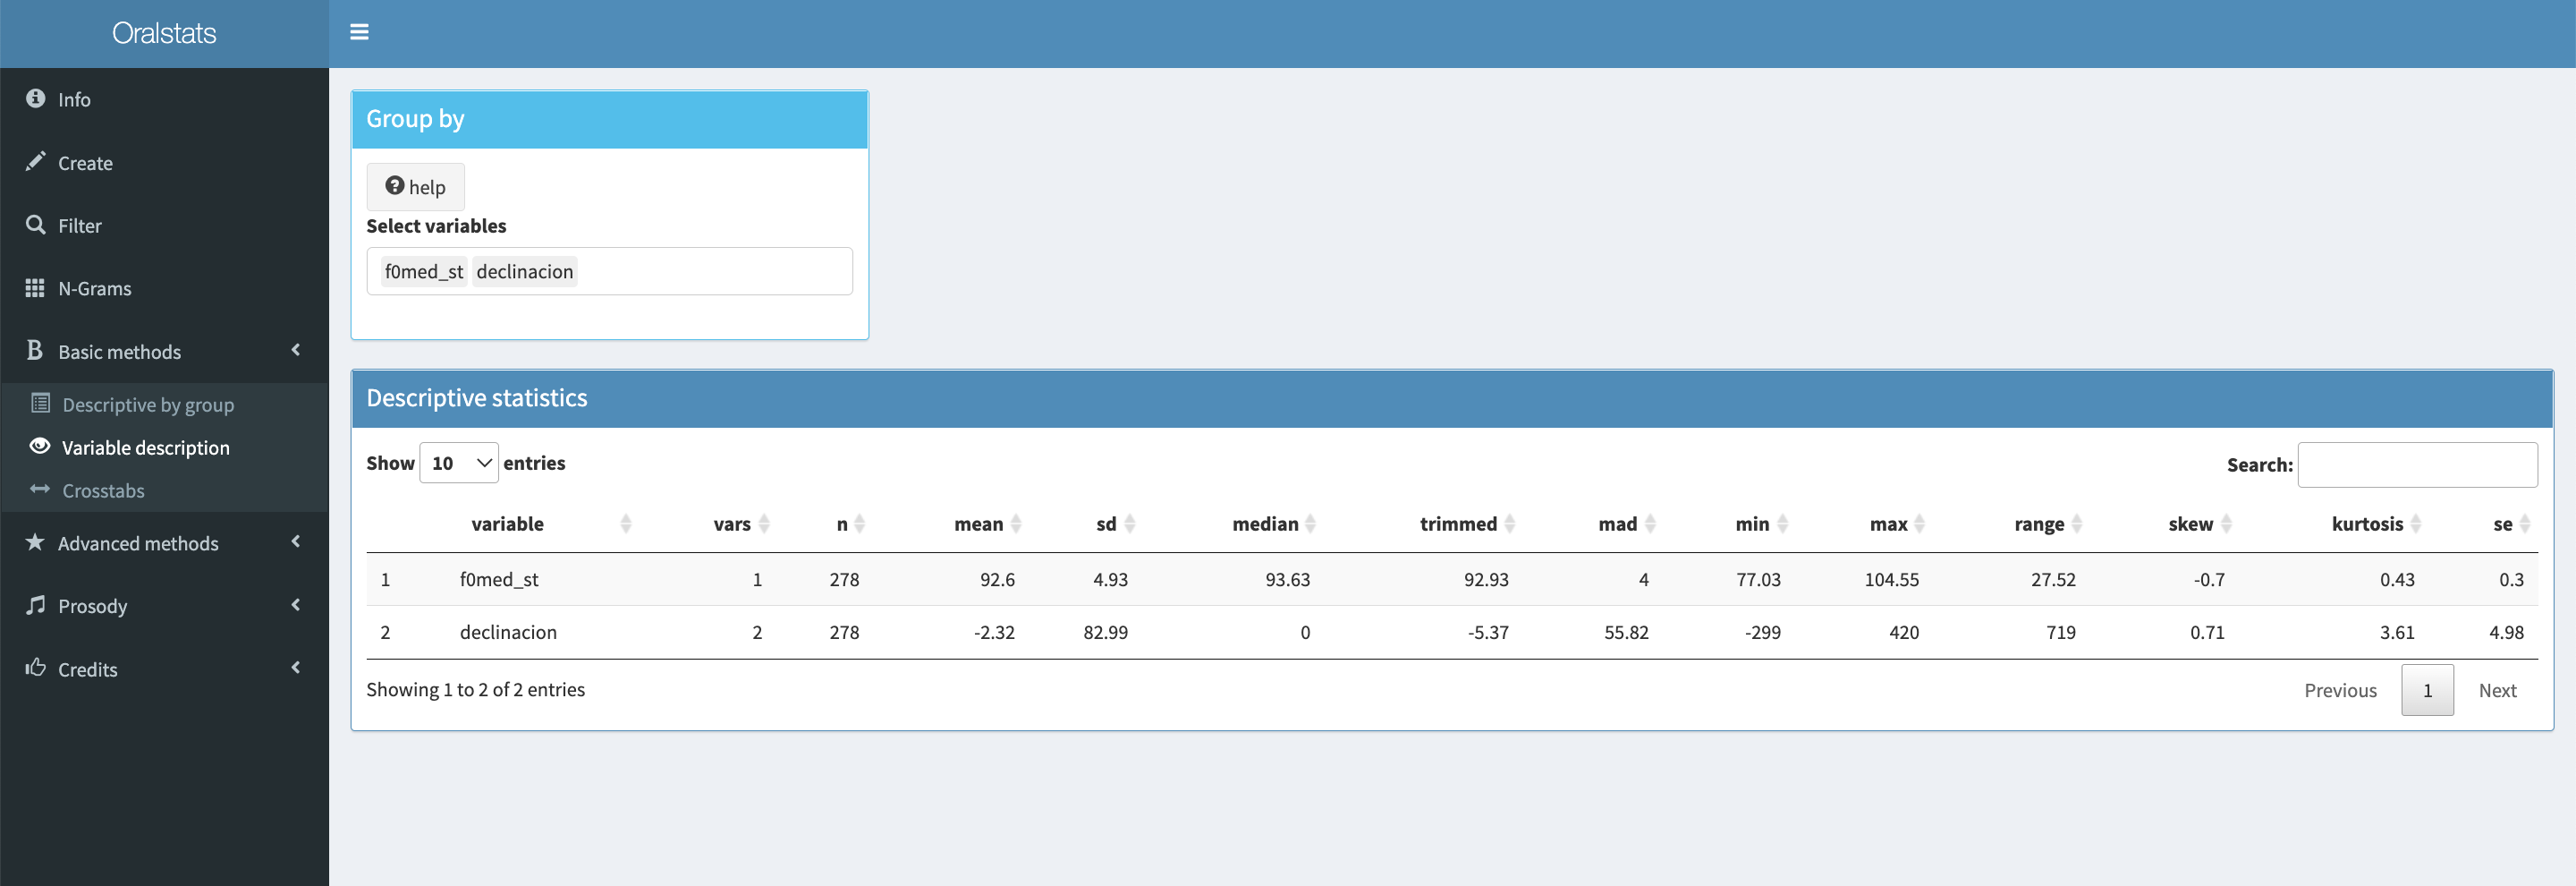 Oralstats
Info
Create
Filter
N-Grams
Basic methods
Descriptive by group
Variable description
Crosstabs
Advanced methods
Prosody
Credits
Group by
help
Select variables
f0med_st declinacion
Descriptive statistics
Show 10 entries
Search:
variable vars n mean sd median trimmed mad min max range skew kurtosis se
1 f0med_st 1 278 92.6 4.93 93.63 92.93 4 77.03 104.55 27.52 -0.7 0.43 0.3
2 declinacion 2 278 -2.32 82.99 0 -5.37 55.82 -299 420 719 0.71 3.61 4.98
Showing 1 to 2 of 2 entries
Previous 1 Next